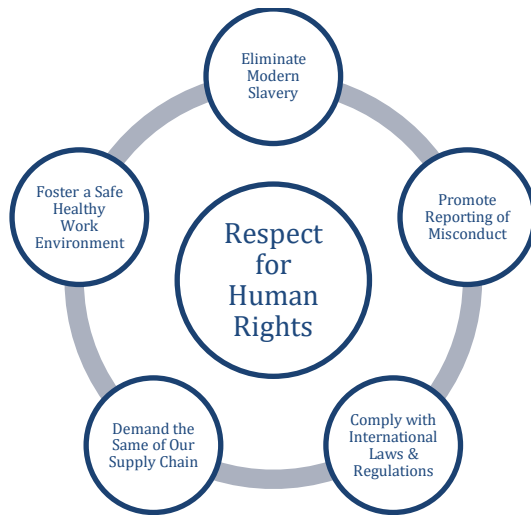 Eliminate
Modern
Slavery
Promote
Reporting of
Misconduct
Comply with
International
Laws &
Regulations
Demand the
Same of Our
Supply Chain
Foster a Safe
Healthy
Work
Environment
Respect
for
Human
Rights